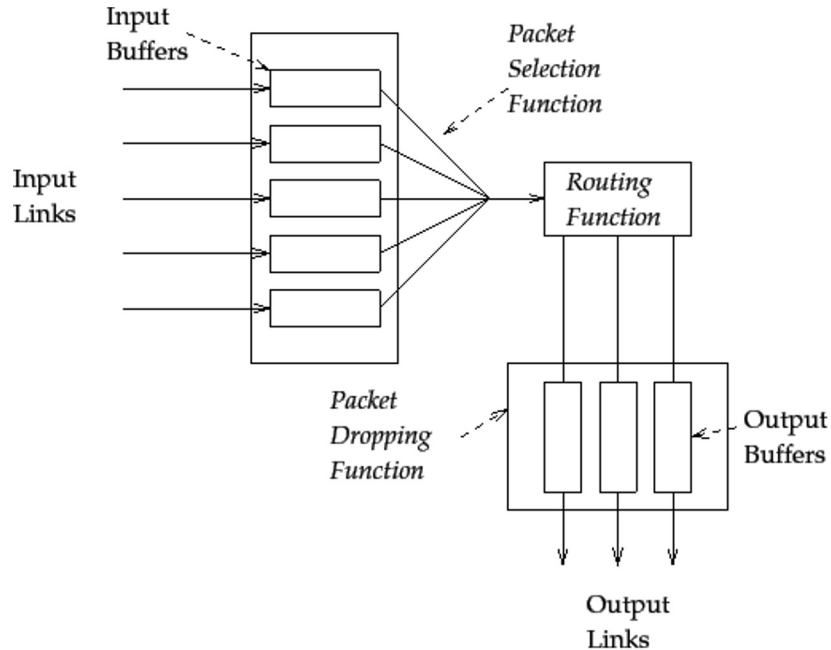 Input
Buffers
Packet
Selection
Function
Input
Links
Routing
Function
Packet
Dropping
Function
Output
Buffers
Output
Links